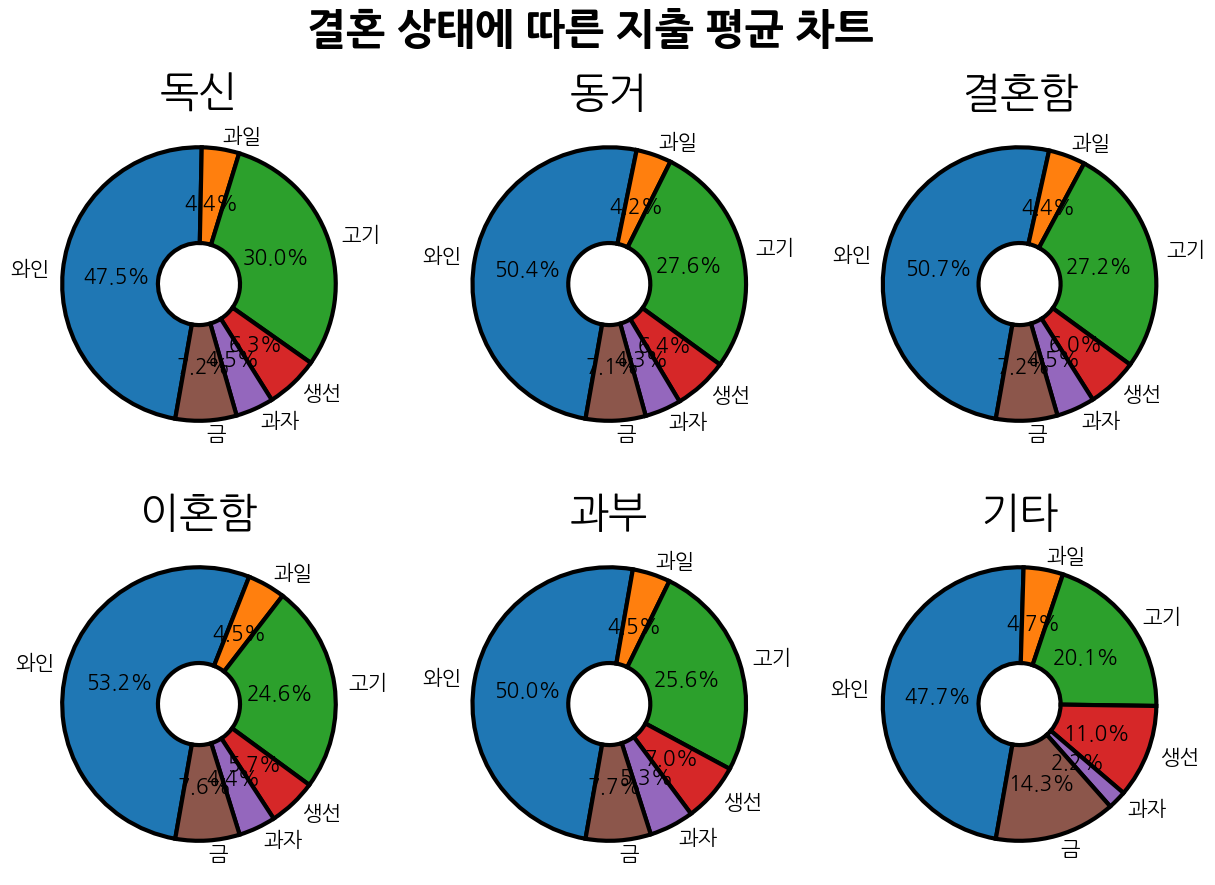 결혼 상태에 따른 지출 평균 차트
독신
과일
4.4%
고기
30.0%
와인
47.5%
6.3%
4.5%
7.2%
생선
과자
금
동거
과일
4.2%
고기
27.6%
와인
50.4%
6.4%
4.3%
7.1%
생선
과자
금
결혼함
과일
4.4%
고기
27.2%
와인
50.7%
6.0%
4.5%
7.2%
생선
과자
금
이혼함
과일
4.5%
와인
53.2%
고기
24.6%
5.7%
4.4%
7.6%
생선
과자
금
과부
과일
4.5%
고기
25.6%
와인
50.0%
7.0%
5.3%
7.7%
생선
과자
금
기타
과일
4.7%
고기
20.1%
와인
47.7%
11.0%
생선
2.2%
14.3%
과자
금